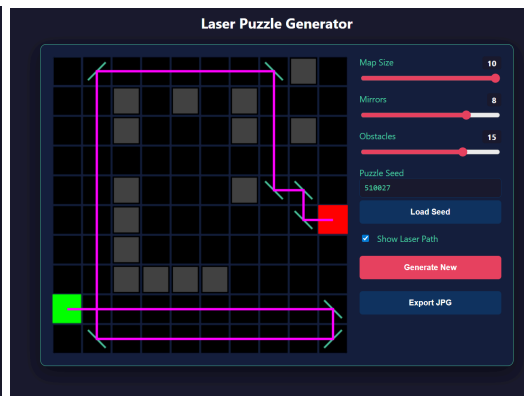 Laser Puzzle Generator
Map Size 10
Mirrors 8
Obstacles 15
Puzzle Seed
510027
Load Seed
Show Laser Path
Generate New
Export JPG